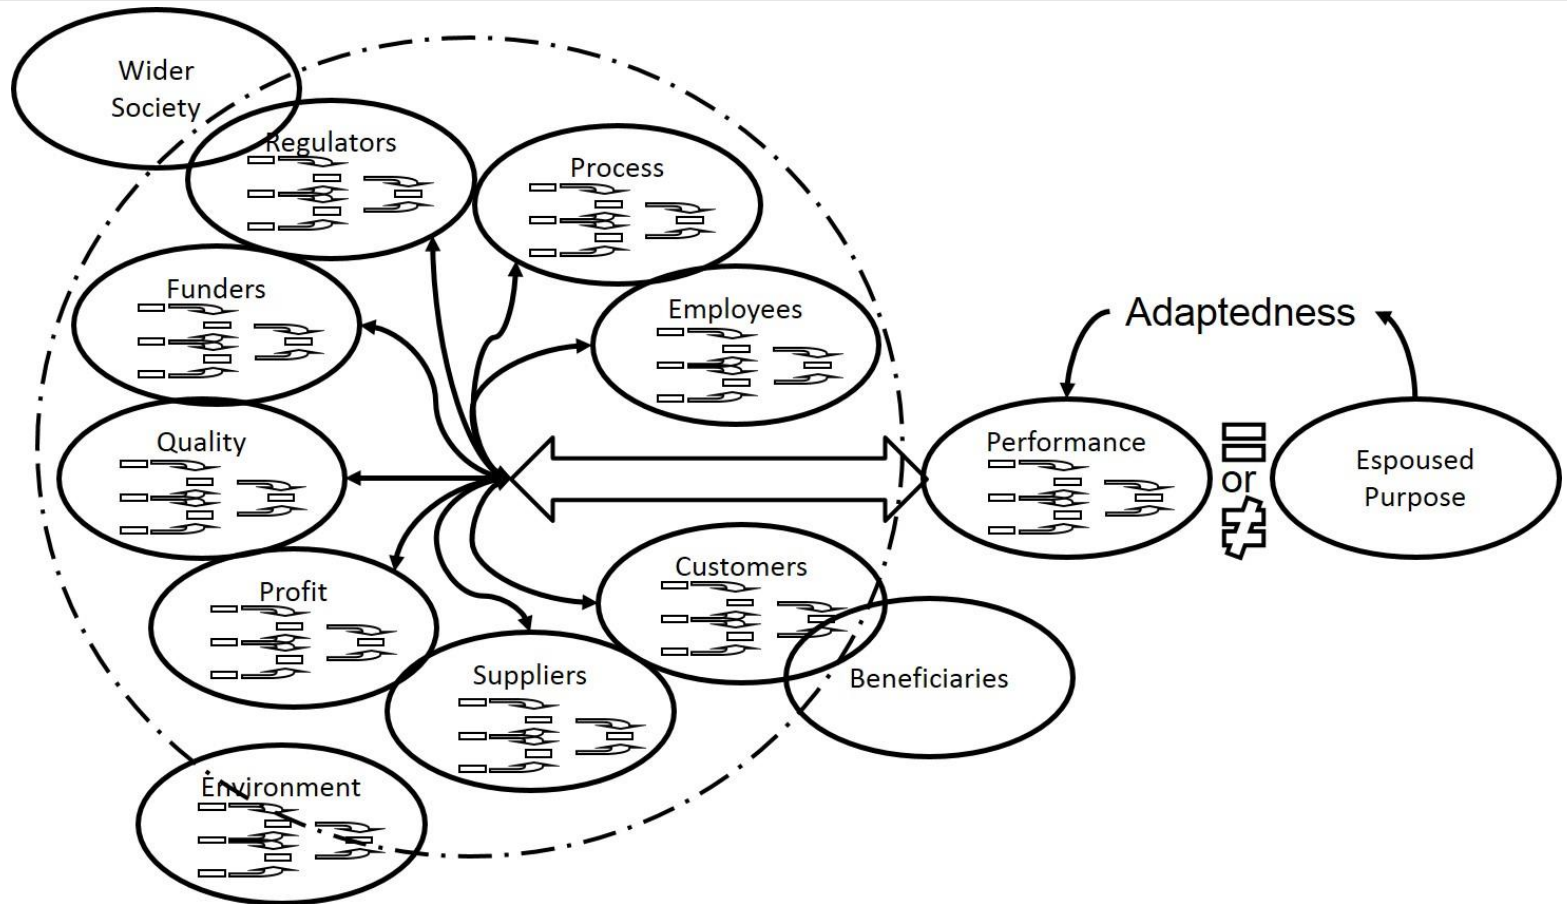 Wider
Society
Regulators
Process
Funders
Employees
Adaptedness
Quality
Performance
=
or
≠
Espoused
Purpose
Profit
Customers
Suppliers
Beneficiaries
Environment